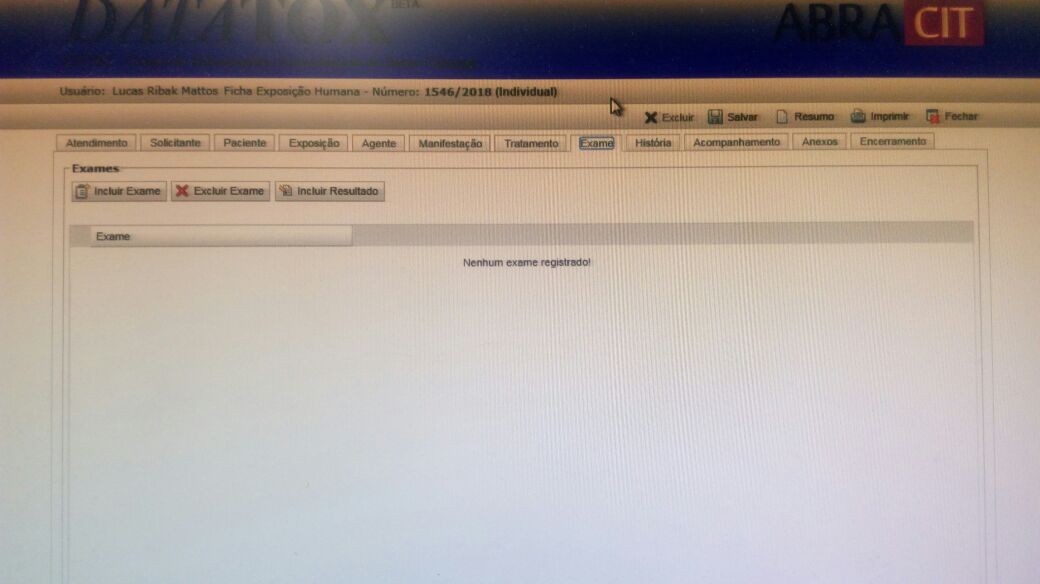 DATATOX BETA
ABRACIT
Usuário: Lucas Ribak Mattos Ficha Exposição Humana - Número: 1546/2018 (Individual)
Excluir Salvar Resumo Imprimir Fechar
Atendimento Solicitante Paciente Exposição Agente Manifestação Tratamento Exame História Acompanhamento Anexos Encerramento
Exames
Incluir Exame Excluir Exame Incluir Resultado
Exame
Nenhum exame registrado!